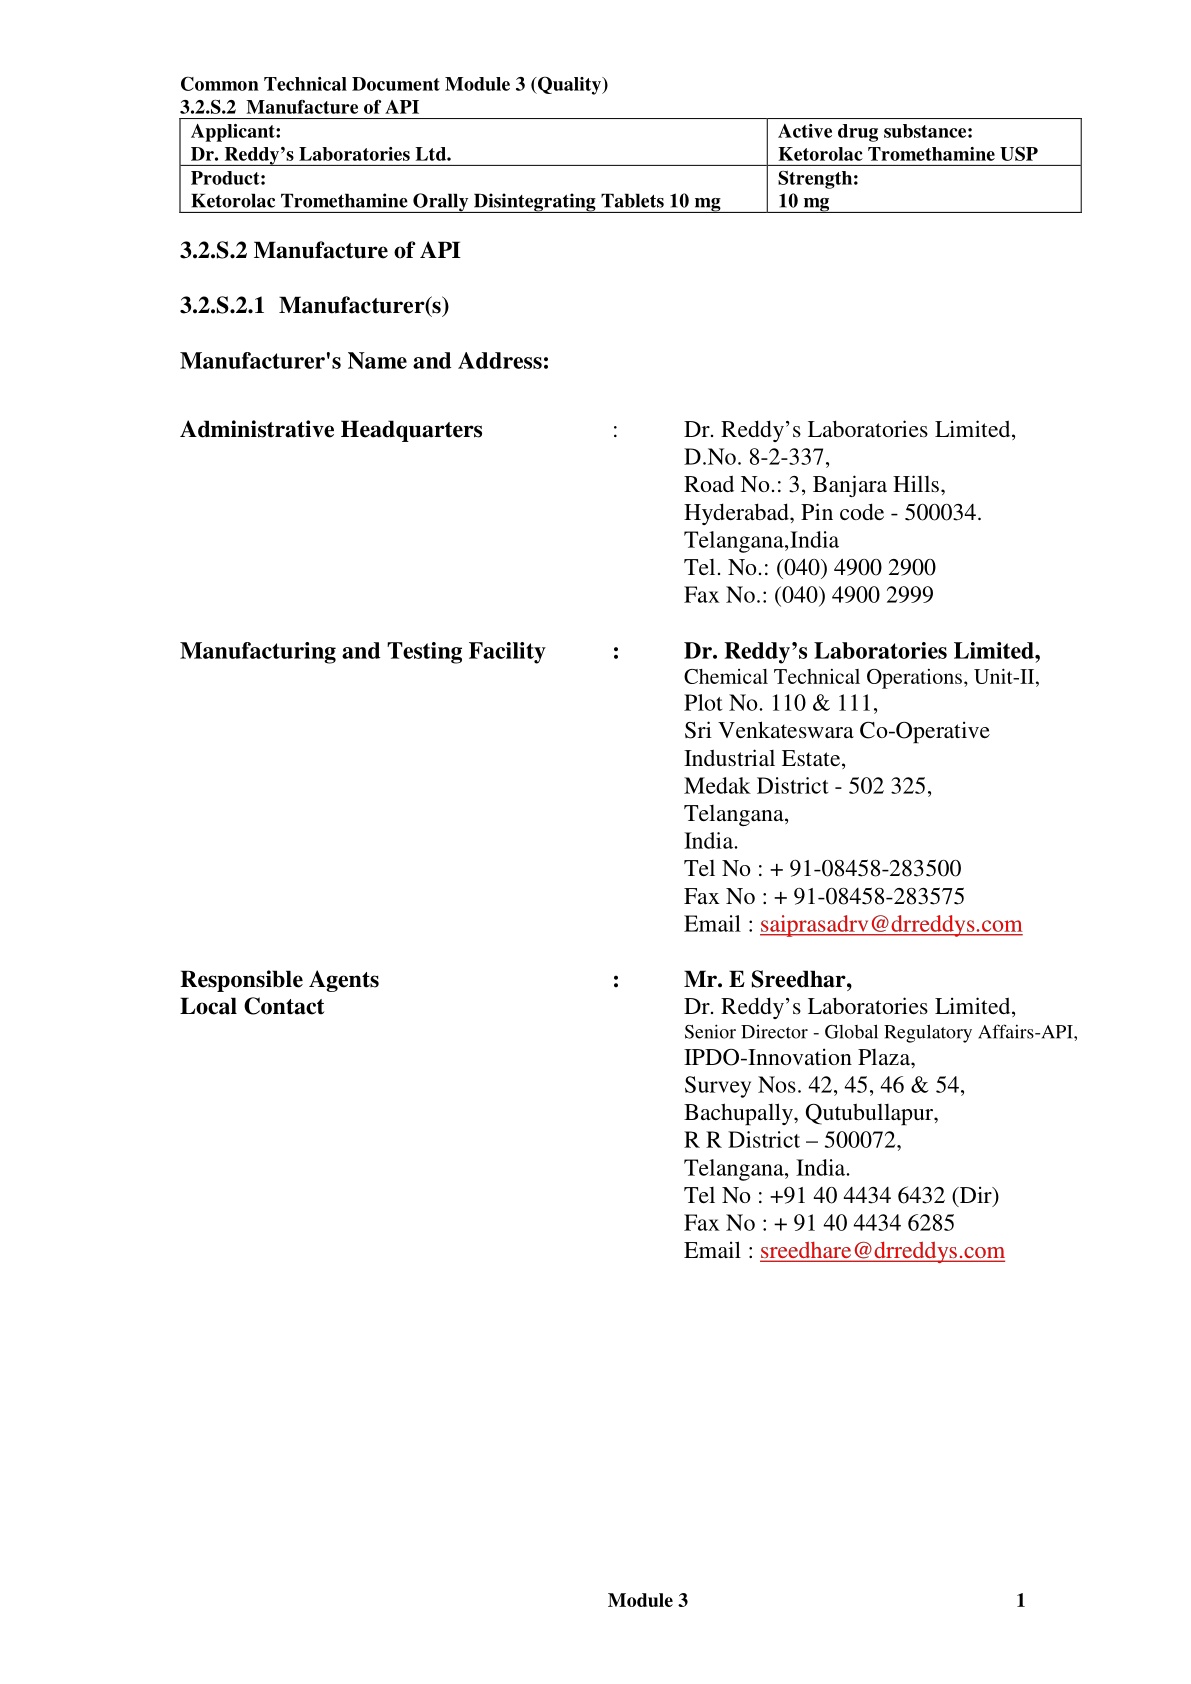 Common Technical Document Module 3 (Quality)
3.2.S.2 Manufacture of API
Applicant:
Dr. Reddy's Laboratories Ltd.
Active drug substance:
Ketorolac Tromethamine USP
Product:
Ketorolac Tromethamine Orally Disintegrating Tablets 10 mg
Strength:
10 mg
3.2.S.2 Manufacture of API
3.2.S.2.1 Manufacturer(s)
Manufacturer's Name and Address:
Administrative Headquarters : Dr. Reddy's Laboratories Limited,
D.No. 8-2-337,
Road No.: 3, Banjara Hills,
Hyderabad, Pin code - 500034.
Telangana,India
Tel. No.: (040) 4900 2900
Fax No.: (040) 4900 2999
Manufacturing and Testing Facility : Dr. Reddy's Laboratories Limited,
Chemical Technical Operations, Unit-II,
Plot No. 110 & 111,
Sri Venkateswara Co-Operative
Industrial Estate,
Medak District - 502 325,
Telangana,
India.
Tel No : + 91-08458-283500
Fax No : + 91-08458-283575
Email : saiprasadrv@drreddys.com
Responsible Agents : Mr. E Sreedhar,
Local Contact Dr. Reddy's Laboratories Limited,
Senior Director - Global Regulatory Affairs-API,
IPDO-Innovation Plaza,
Survey Nos. 42, 45, 46 & 54,
Bachupally, Qutubullapur,
R R District – 500072,
Telangana, India.
Tel No : +91 40 4434 6432 (Dir)
Fax No : + 91 40 4434 6285
Email : sreedhare@drreddys.com
Module 3 1